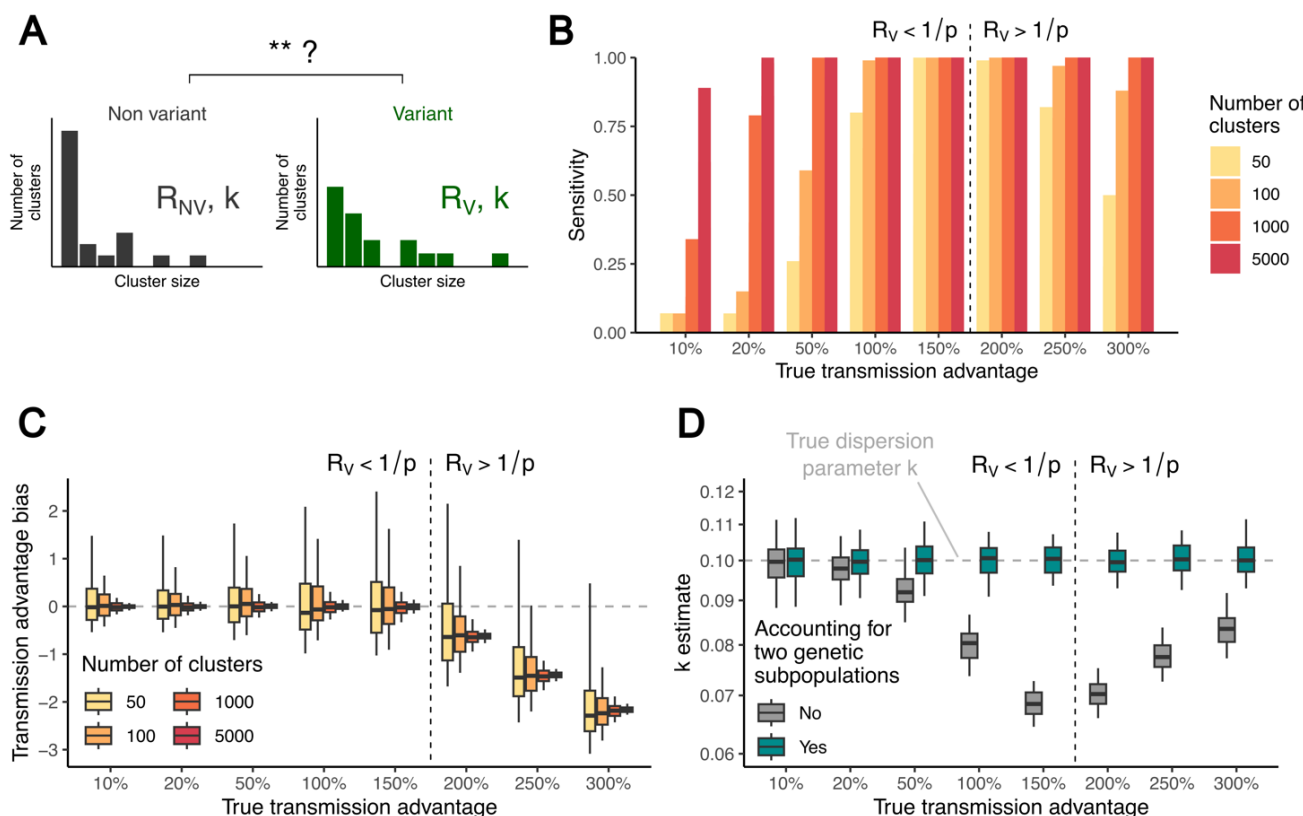 A
** ?
Non variant
Variant
Number of
clusters
R_NV, k
Cluster size
Number of
clusters
R_V, k
Cluster size
B
R_V < 1/p
R_V > 1/p
Sensitivity
1.00
0.75
0.50
0.25
0.00
10% 20% 50% 100% 150% 200% 250% 300%
True transmission advantage
Number of
clusters
50
100
1000
5000
C
R_V < 1/p
R_V > 1/p
Transmission advantage bias
0
−1
−2
−3
Number of clusters
50
1000
100
5000
10% 20% 50% 100% 150% 200% 250% 300%
True transmission advantage
D
True dispersion
parameter k
R_V < 1/p
R_V > 1/p
k estimate
0.12
0.11
0.10
0.09
0.08
0.07
0.06
Accounting for
two genetic
subpopulations
No
Yes
10% 20% 50% 100% 150% 200% 250% 300%
True transmission advantage